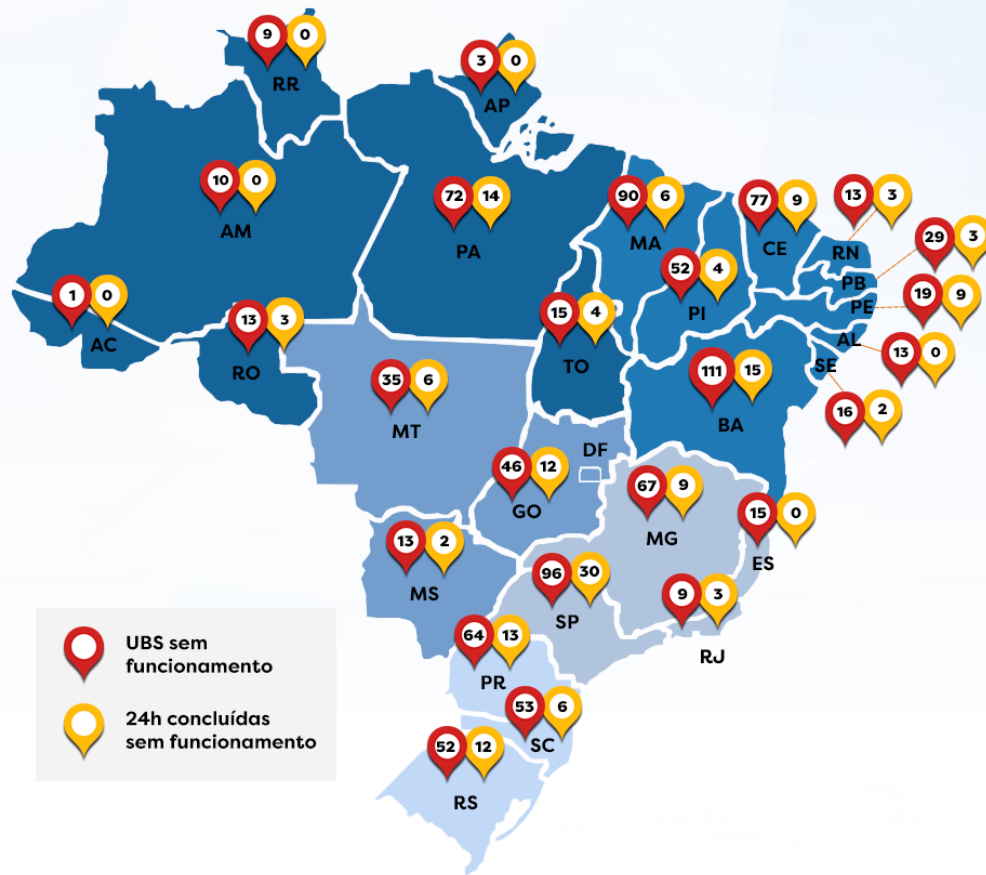 9 0
RR
3 0
AP
10 0
AM
72 14
PA
90 6
MA
77 9
CE
13 3
RN
29 3
PB
19 9
PE
52 4
PI
1 0
AC
13 3
RO
15 4
TO
13 0
AL
16 2
SE
35 6
MT
111 15
BA
DF
46 12
GO
67 9
MG
15 0
ES
13 2
MS
96 30
SP
9 3
RJ
64 13
PR
53 6
SC
52 12
RS
UBS sem
funcionamento
24h concluídas
sem funcionamento